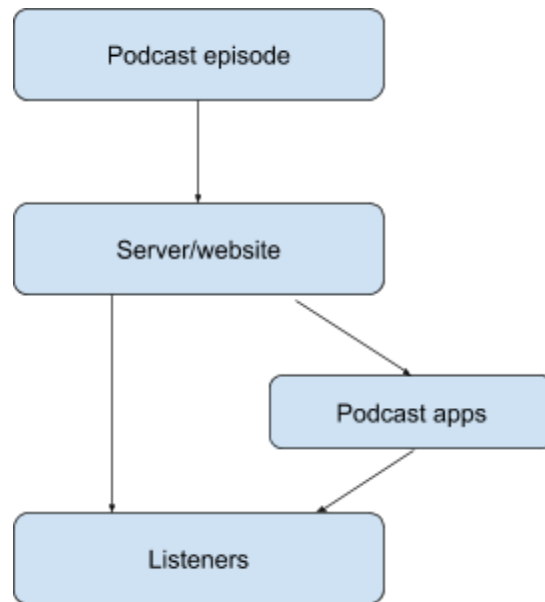 Podcast episode
Server/website
Podcast apps
Listeners